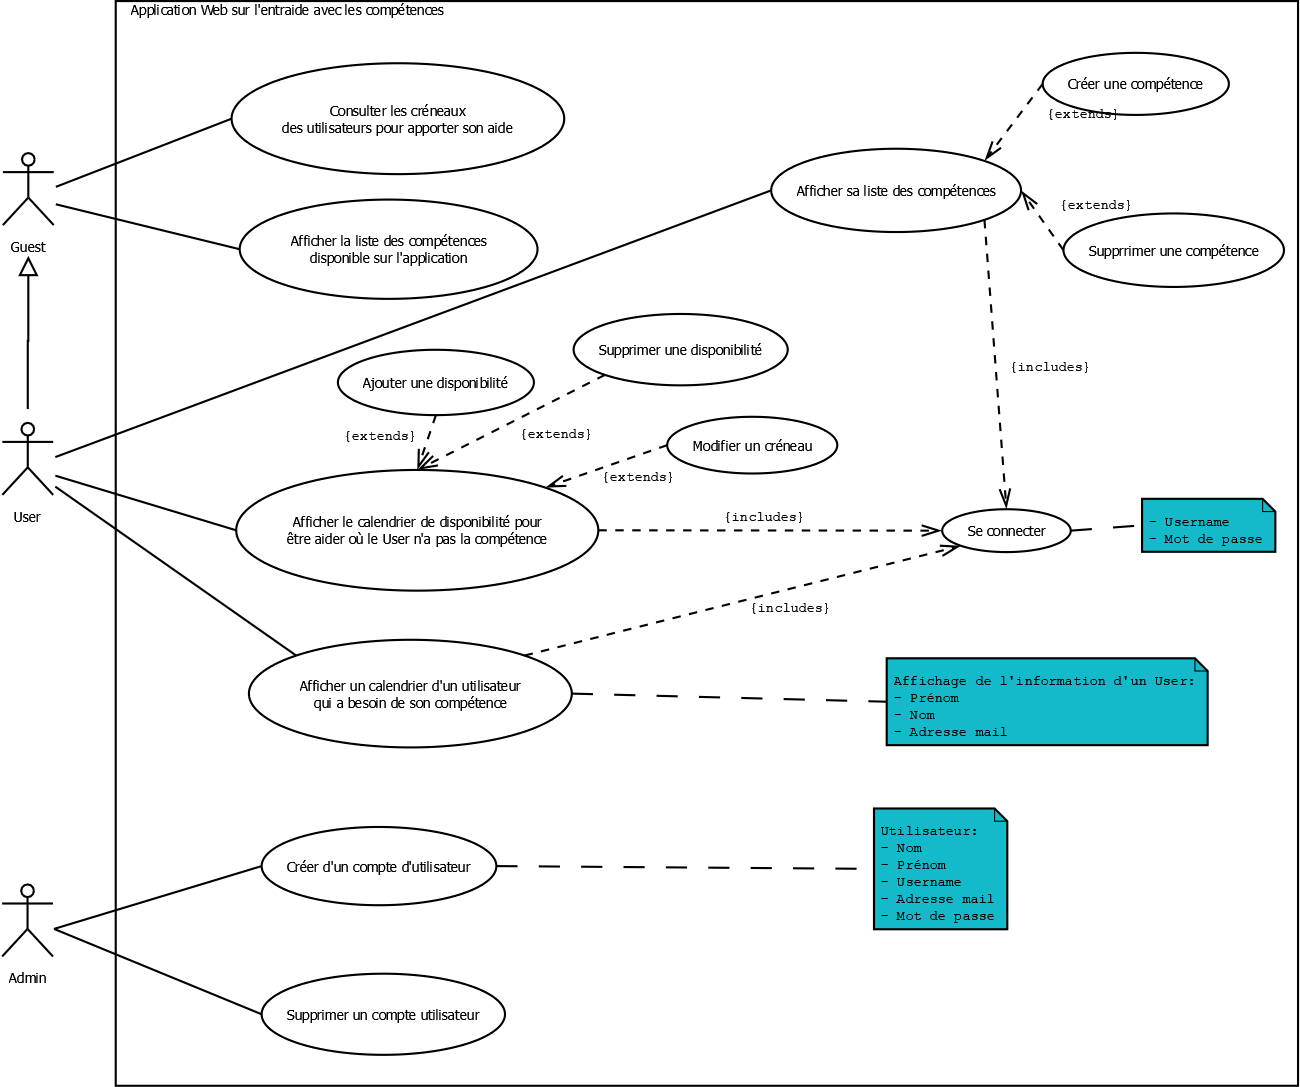 Application Web sur l'entraide avec les compétences
Consulter les créneaux
des utilisateurs pour apporter son aide
Créer une compétence
{extends}
Guest
Afficher la liste des compétences
disponible sur l'application
Afficher sa liste des compétences
{extends}
Supprrimer une compétence
Supprimer une disponibilité
Ajouter une disponibilité
{includes}
{extends}
{extends}
Modifier un créneau
{extends}
User
Afficher le calendrier de disponibilité pour
être aider où le User n'a pas la compétence
{includes}
Se connecter
- Username
- Mot de passe
{includes}
Afficher un calendrier d'un utilisateur
qui a besoin de son compétence
Affichage de l'information d'un User:
- Prénom
- Nom
- Adresse mail
Créer d'un compte d'utilisateur
Utilisateur:
- Nom
- Prénom
- Username
- Adresse mail
- Mot de passe
Admin
Supprimer un compte utilisateur